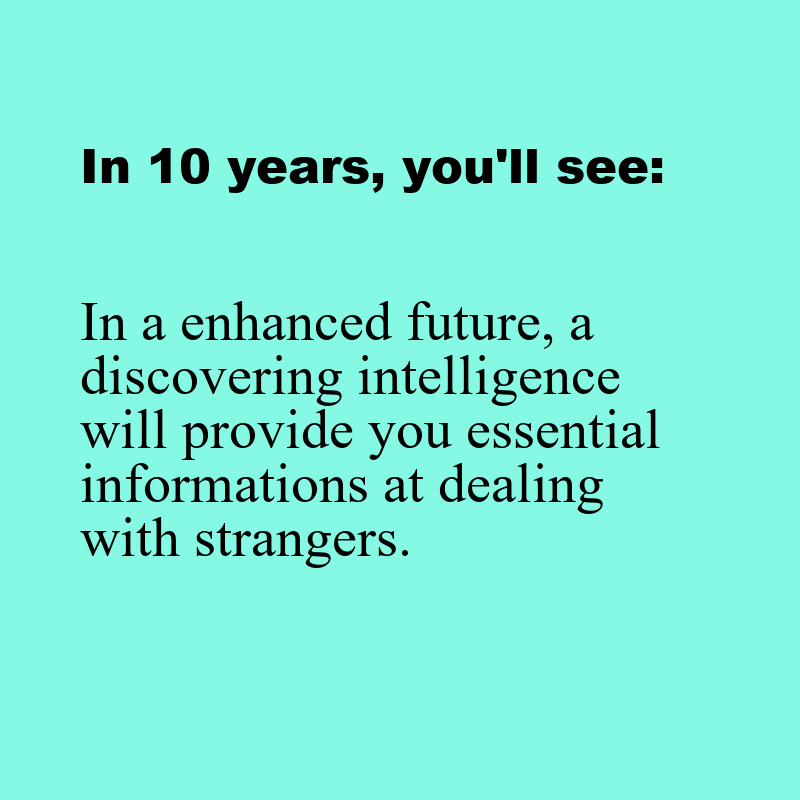 In 10 years, you'll see:
In a enhanced future, a
discovering intelligence
will provide you essential
informations at dealing
with strangers.